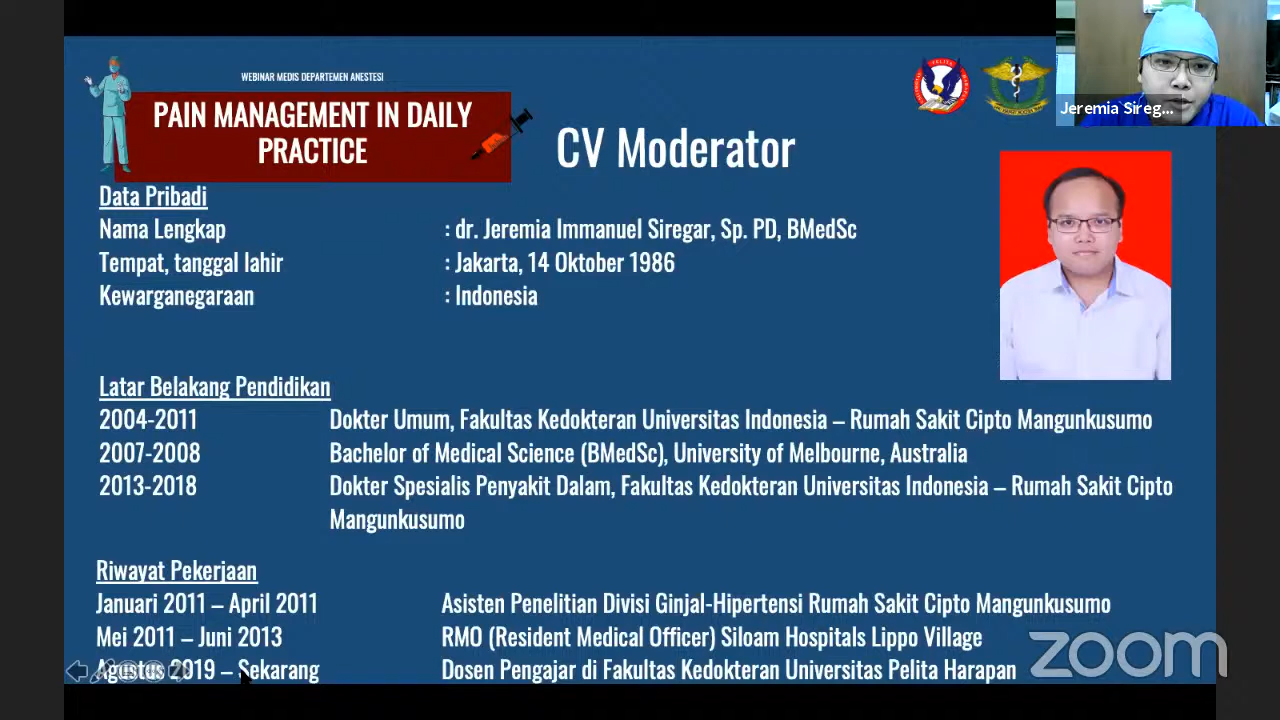 WEBINAR MEDIS DEPARTEMEN ANESTESI
PAIN MANAGEMENT IN DAILY
PRACTICE
CV Moderator
Jeremia Sireg...
Data Pribadi
Nama Lengkap : dr. Jeremia Immanuel Siregar, Sp. PD, BMedSc
Tempat, tanggal lahir : Jakarta, 14 Oktober 1986
Kewarganegaraan : Indonesia
Latar Belakang Pendidikan
2004-2011 Dokter Umum, Fakultas Kedokteran Universitas Indonesia – Rumah Sakit Cipto Mangunkusumo
2007-2008 Bachelor of Medical Science (BMedSc), University of Melbourne, Australia
2013-2018 Dokter Spesialis Penyakit Dalam, Fakultas Kedokteran Universitas Indonesia – Rumah Sakit Cipto
Mangunkusumo
Riwayat Pekerjaan
Januari 2011 – April 2011 Asisten Penelitian Divisi Ginjal-Hipertensi Rumah Sakit Cipto Mangunkusumo
Mei 2011 – Juni 2013 RMO (Resident Medical Officer) Siloam Hospitals Lippo Village
Agustus 2019 – Sekarang Dosen Pengajar di Fakultas Kedokteran Universitas Pelita Harapan
zoom